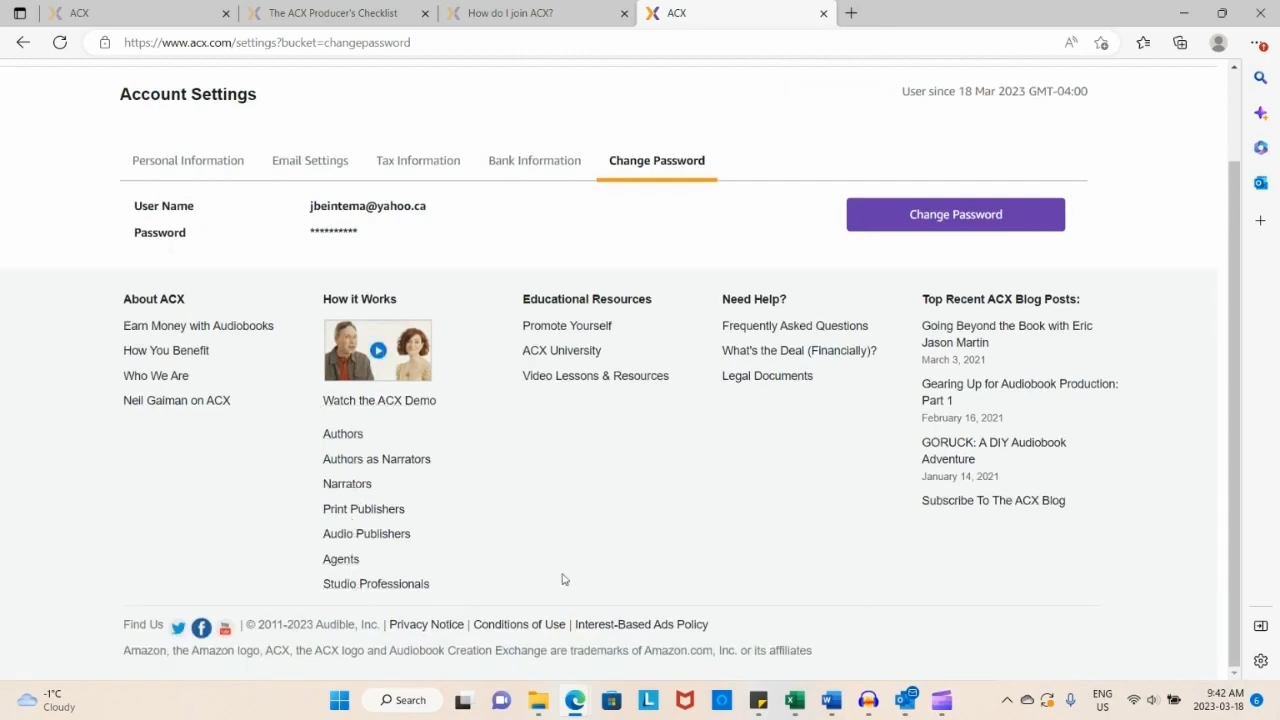 ACX
The ACX Producer's Checklist
How do I join ACX?
ACX
https://www.acx.com/settings?bucket=changepassword
Account Settings
User since 18 Mar 2023 GMT-04:00
Personal Information
Email Settings
Tax Information
Bank Information
Change Password
User Name
jbeintema@yahoo.ca
Change Password
Password
**********
About ACX
Earn Money with Audiobooks
How You Benefit
Who We Are
Neil Gaiman on ACX
How it Works
Watch the ACX Demo
Authors
Authors as Narrators
Narrators
Print Publishers
Audio Publishers
Agents
Studio Professionals
Educational Resources
Promote Yourself
ACX University
Video Lessons & Resources
Need Help?
Frequently Asked Questions
What's the Deal (Financially)?
Legal Documents
Top Recent ACX Blog Posts:
Going Beyond the Book with Eric
Jason Martin
March 3, 2021
Gearing Up for Audiobook Production:
Part 1
February 16, 2021
GORUCK: A DIY Audiobook
Adventure
January 14, 2021
Subscribe To The ACX Blog
Find Us | © 2011-2023 Audible, Inc. | Privacy Notice | Conditions of Use | Interest-Based Ads Policy
Amazon, the Amazon logo, ACX, the ACX logo and Audiobook Creation Exchange are trademarks of Amazon.com, Inc. or its affiliates
-1°C
Cloudy
Search
ENG
US
9:42 AM
2023-03-18
6